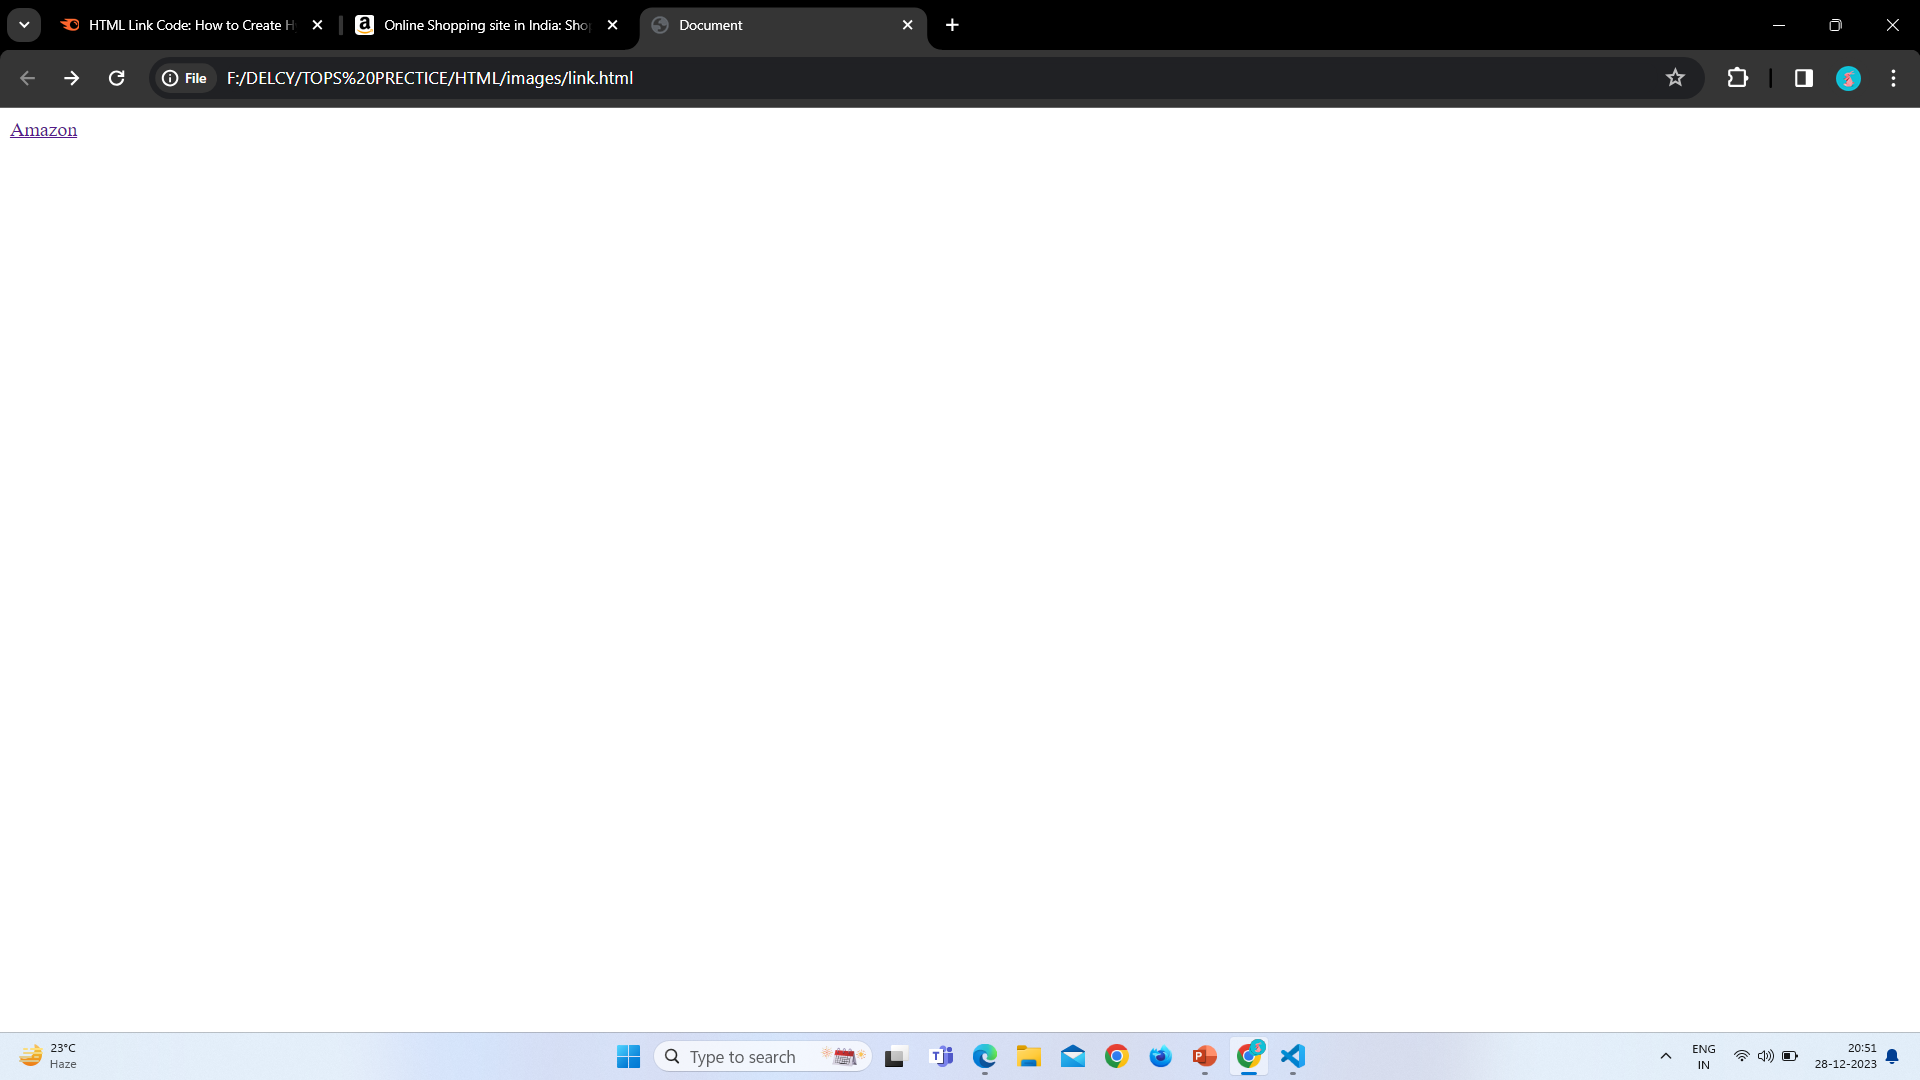 HTML Link Code: How to Create H
Online Shopping site in India: Shop
Document
File
F:/DELCY/TOPS%20PRECTICE/HTML/images/link.html
Amazon
23°C
Haze
Type to search
ENG
IN
20:51
28-12-2023